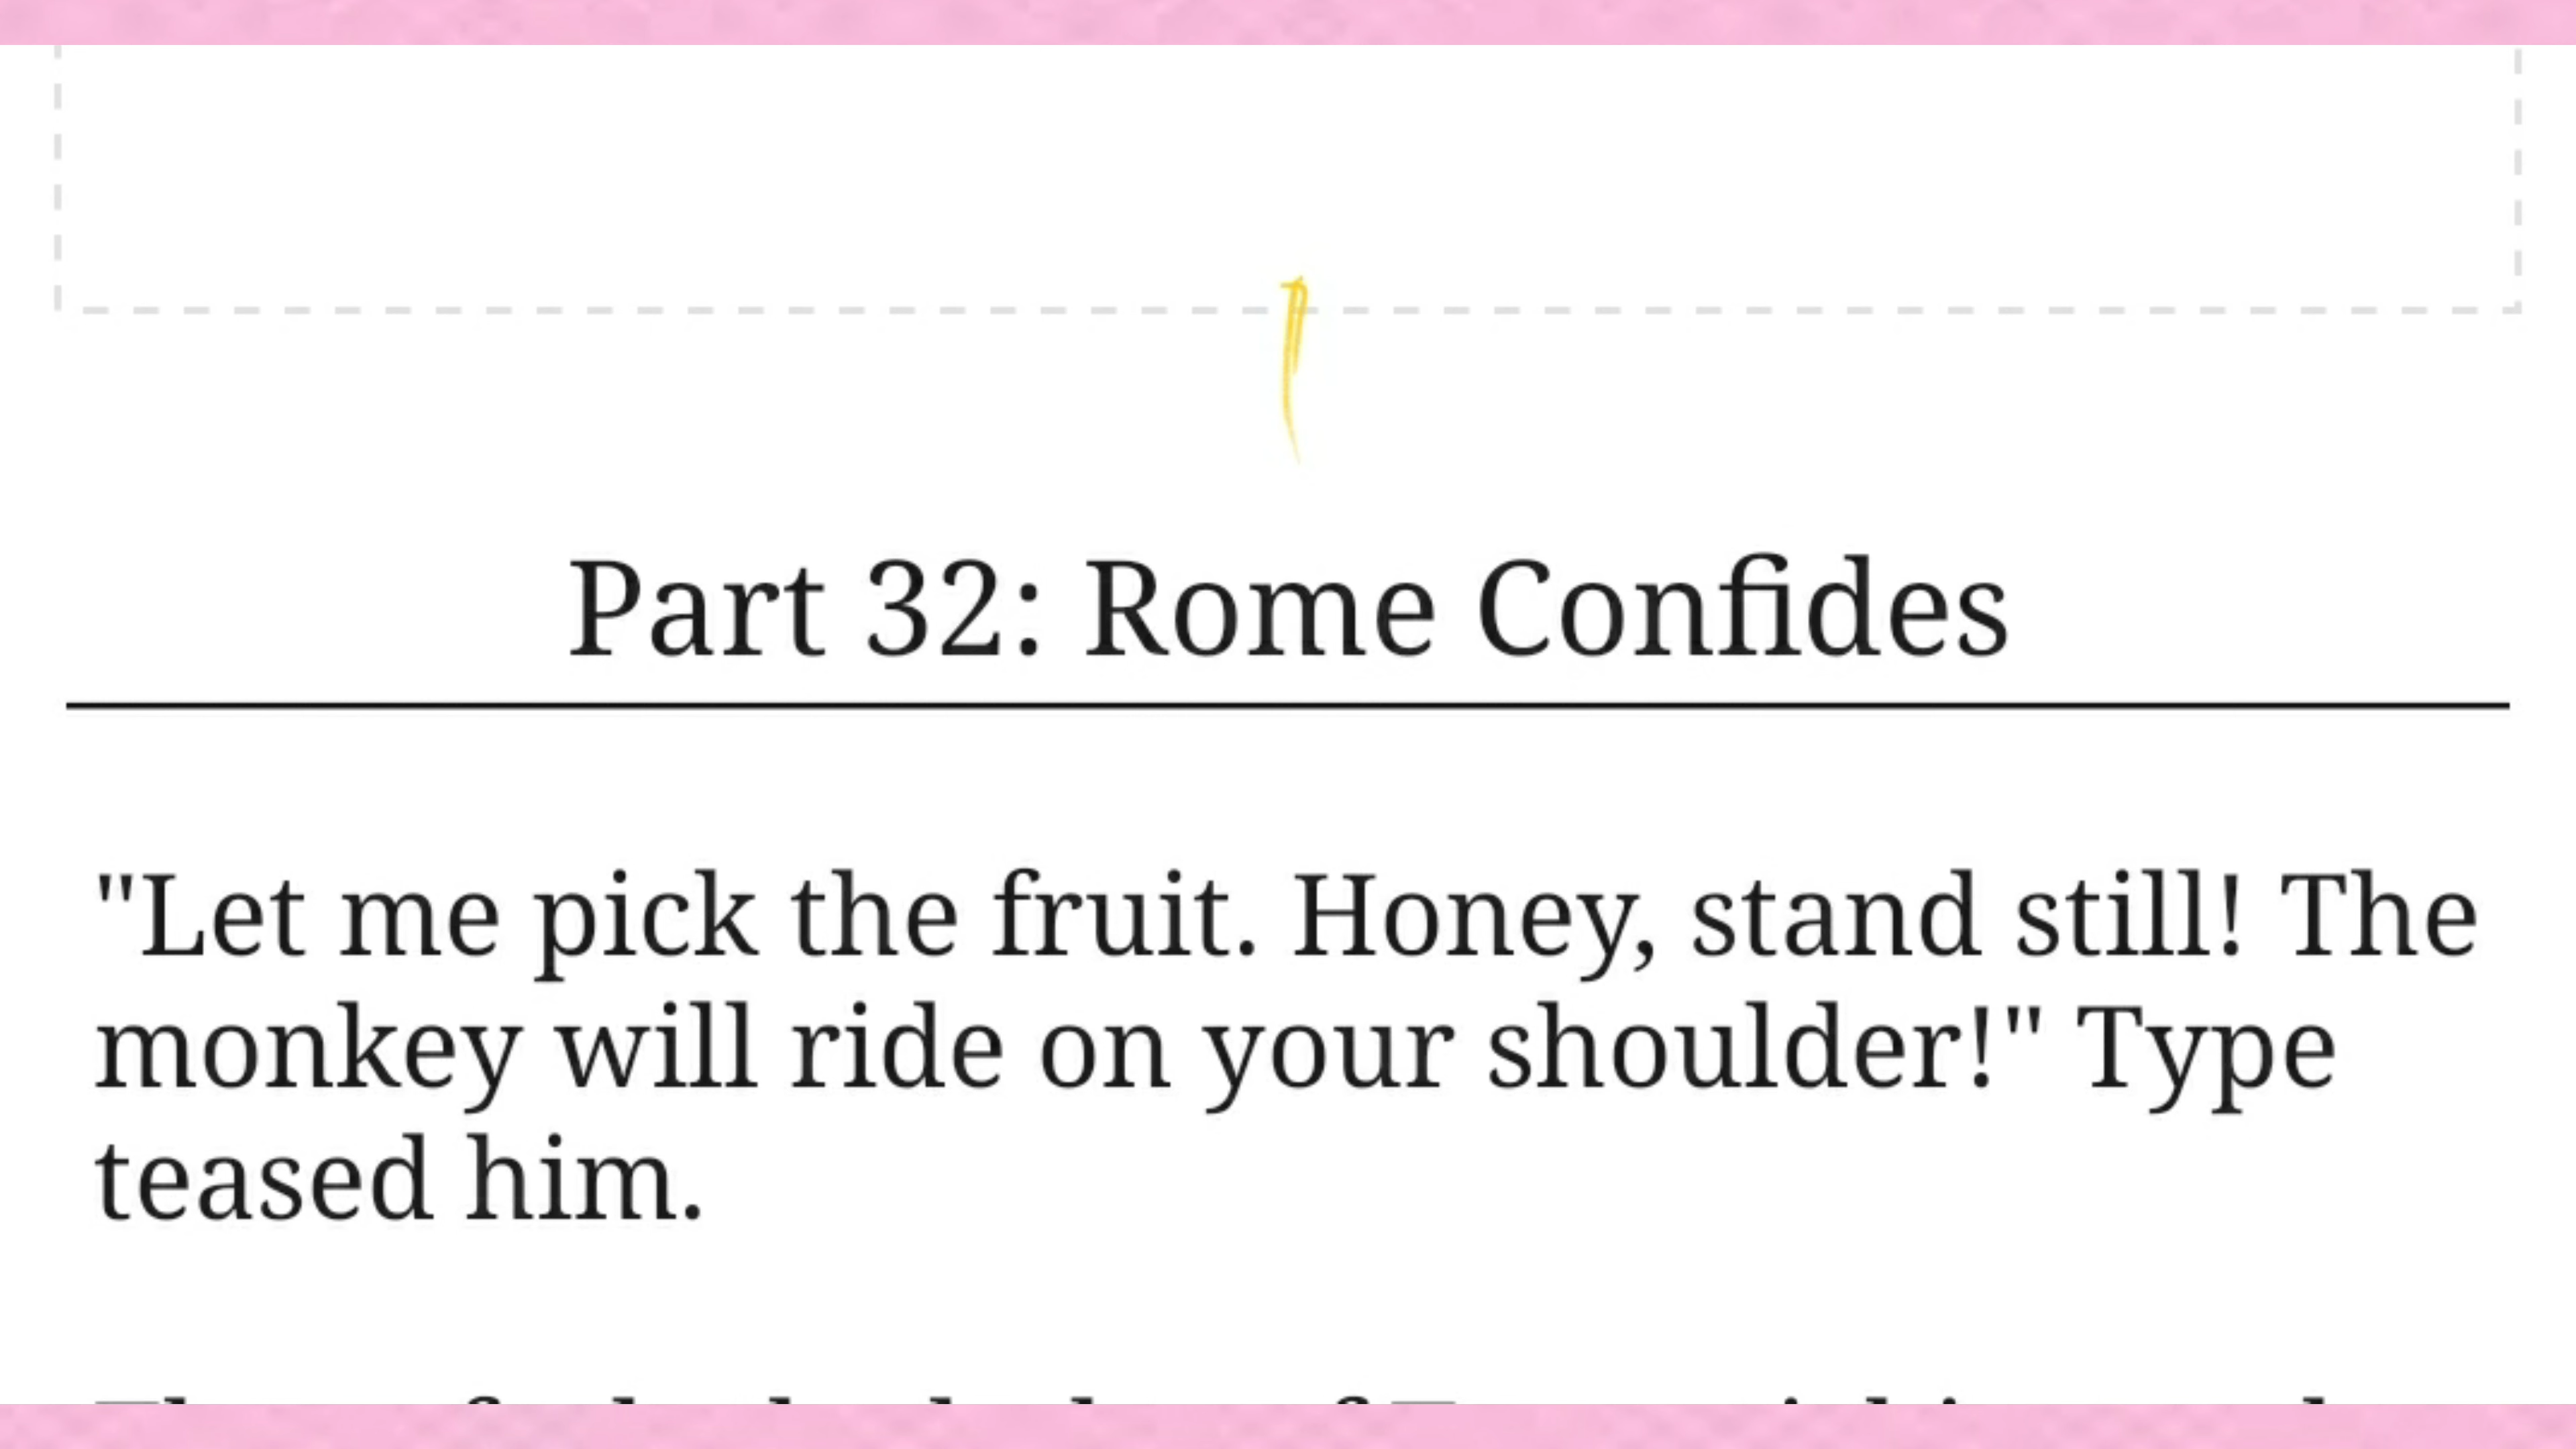 Part 32: Rome Confides
"Let me pick the fruit. Honey, stand still! The
monkey will ride on your shoulder!" Type
teased him.